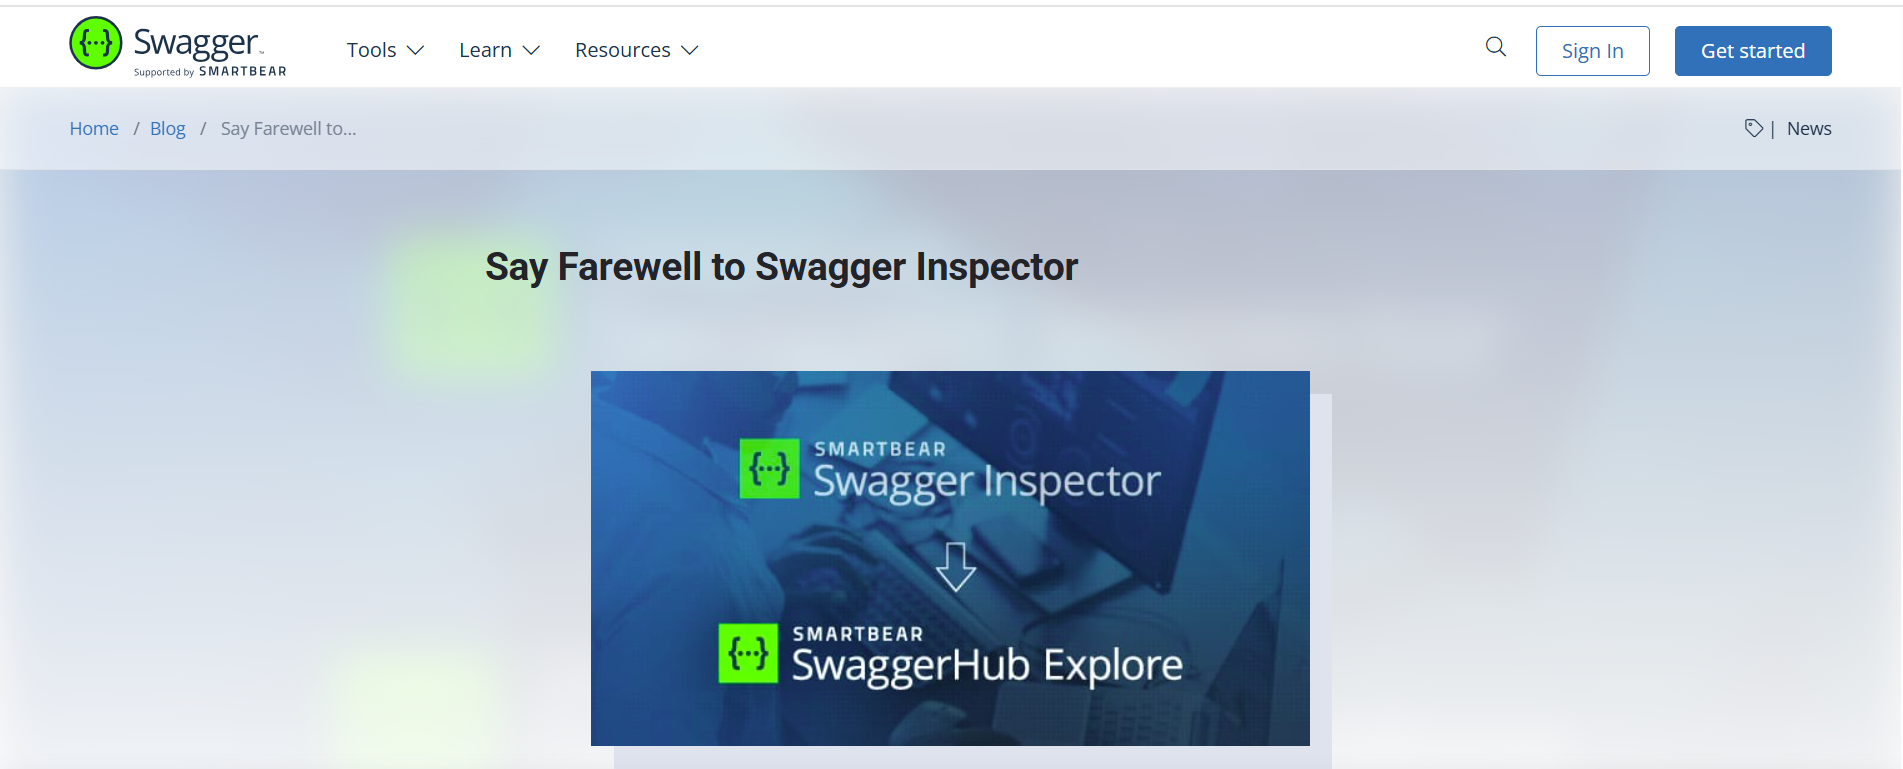 {...} Swagger™
Supported by SMARTBEAR
Tools
Learn
Resources
Sign In
Get started
Home / Blog / Say Farewell to...
| News
Say Farewell to Swagger Inspector
{...} SMARTBEAR
Swagger Inspector
{...} SMARTBEAR
SwaggerHub Explore